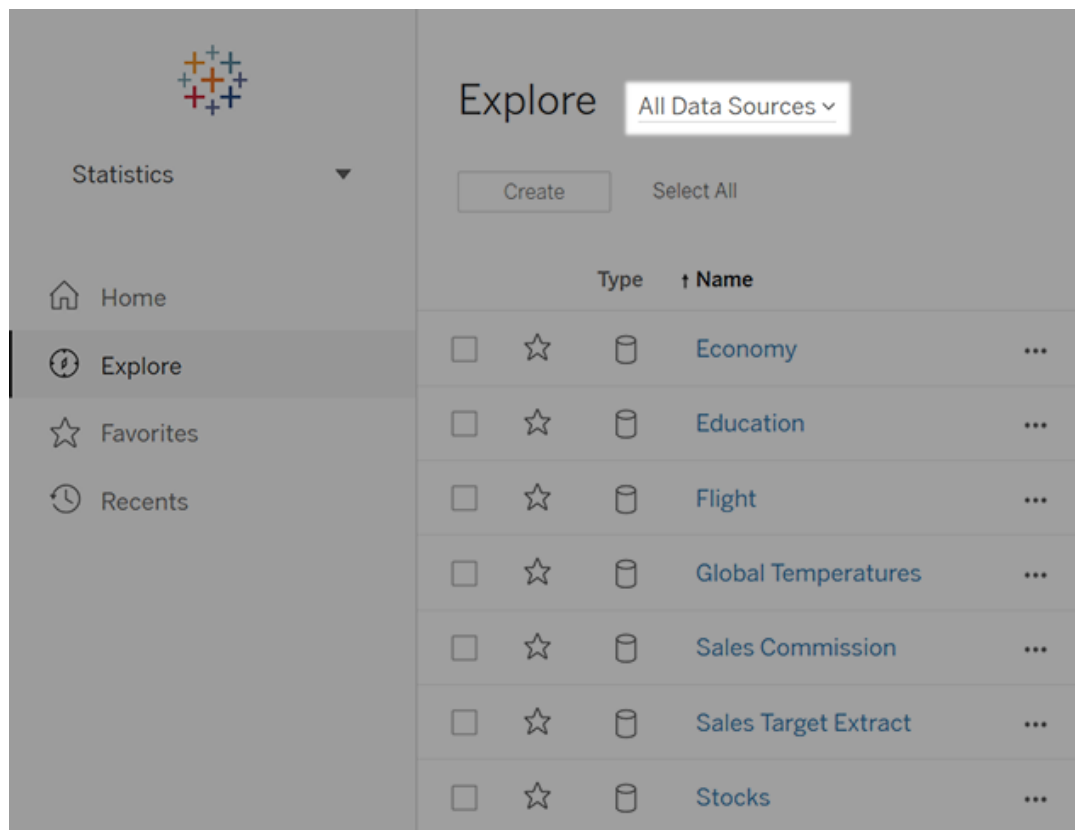 Statistics
Home
Explore
Favorites
Recents
Explore All Data Sources
Create Select All
Type ↑ Name
Economy
Education
Flight
Global Temperatures
Sales Commission
Sales Target Extract
Stocks